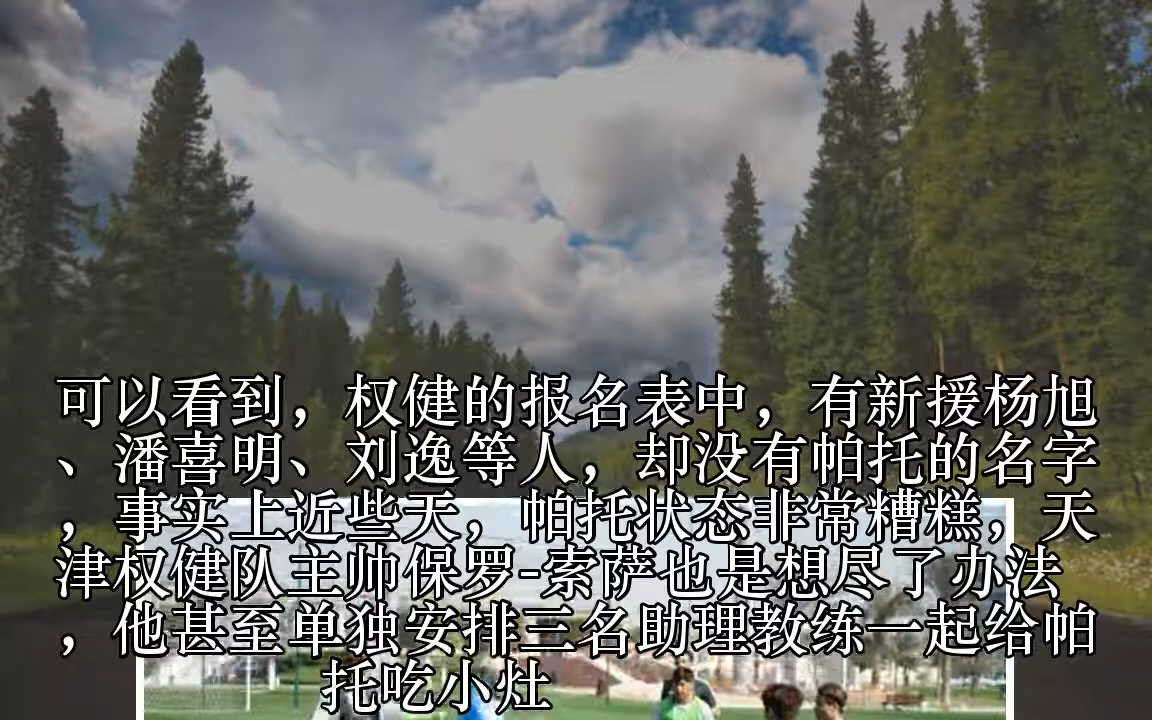 可以看到，权健的报名表中，有新援杨旭
、潘喜明、刘逸等人，却没有帕托的名字
，事实上近些天，帕托状态非常糟糕，天
津权健队主帅保罗-索萨也是想尽了办法
，他甚至单独安排三名助理教练一起给帕
托吃小灶